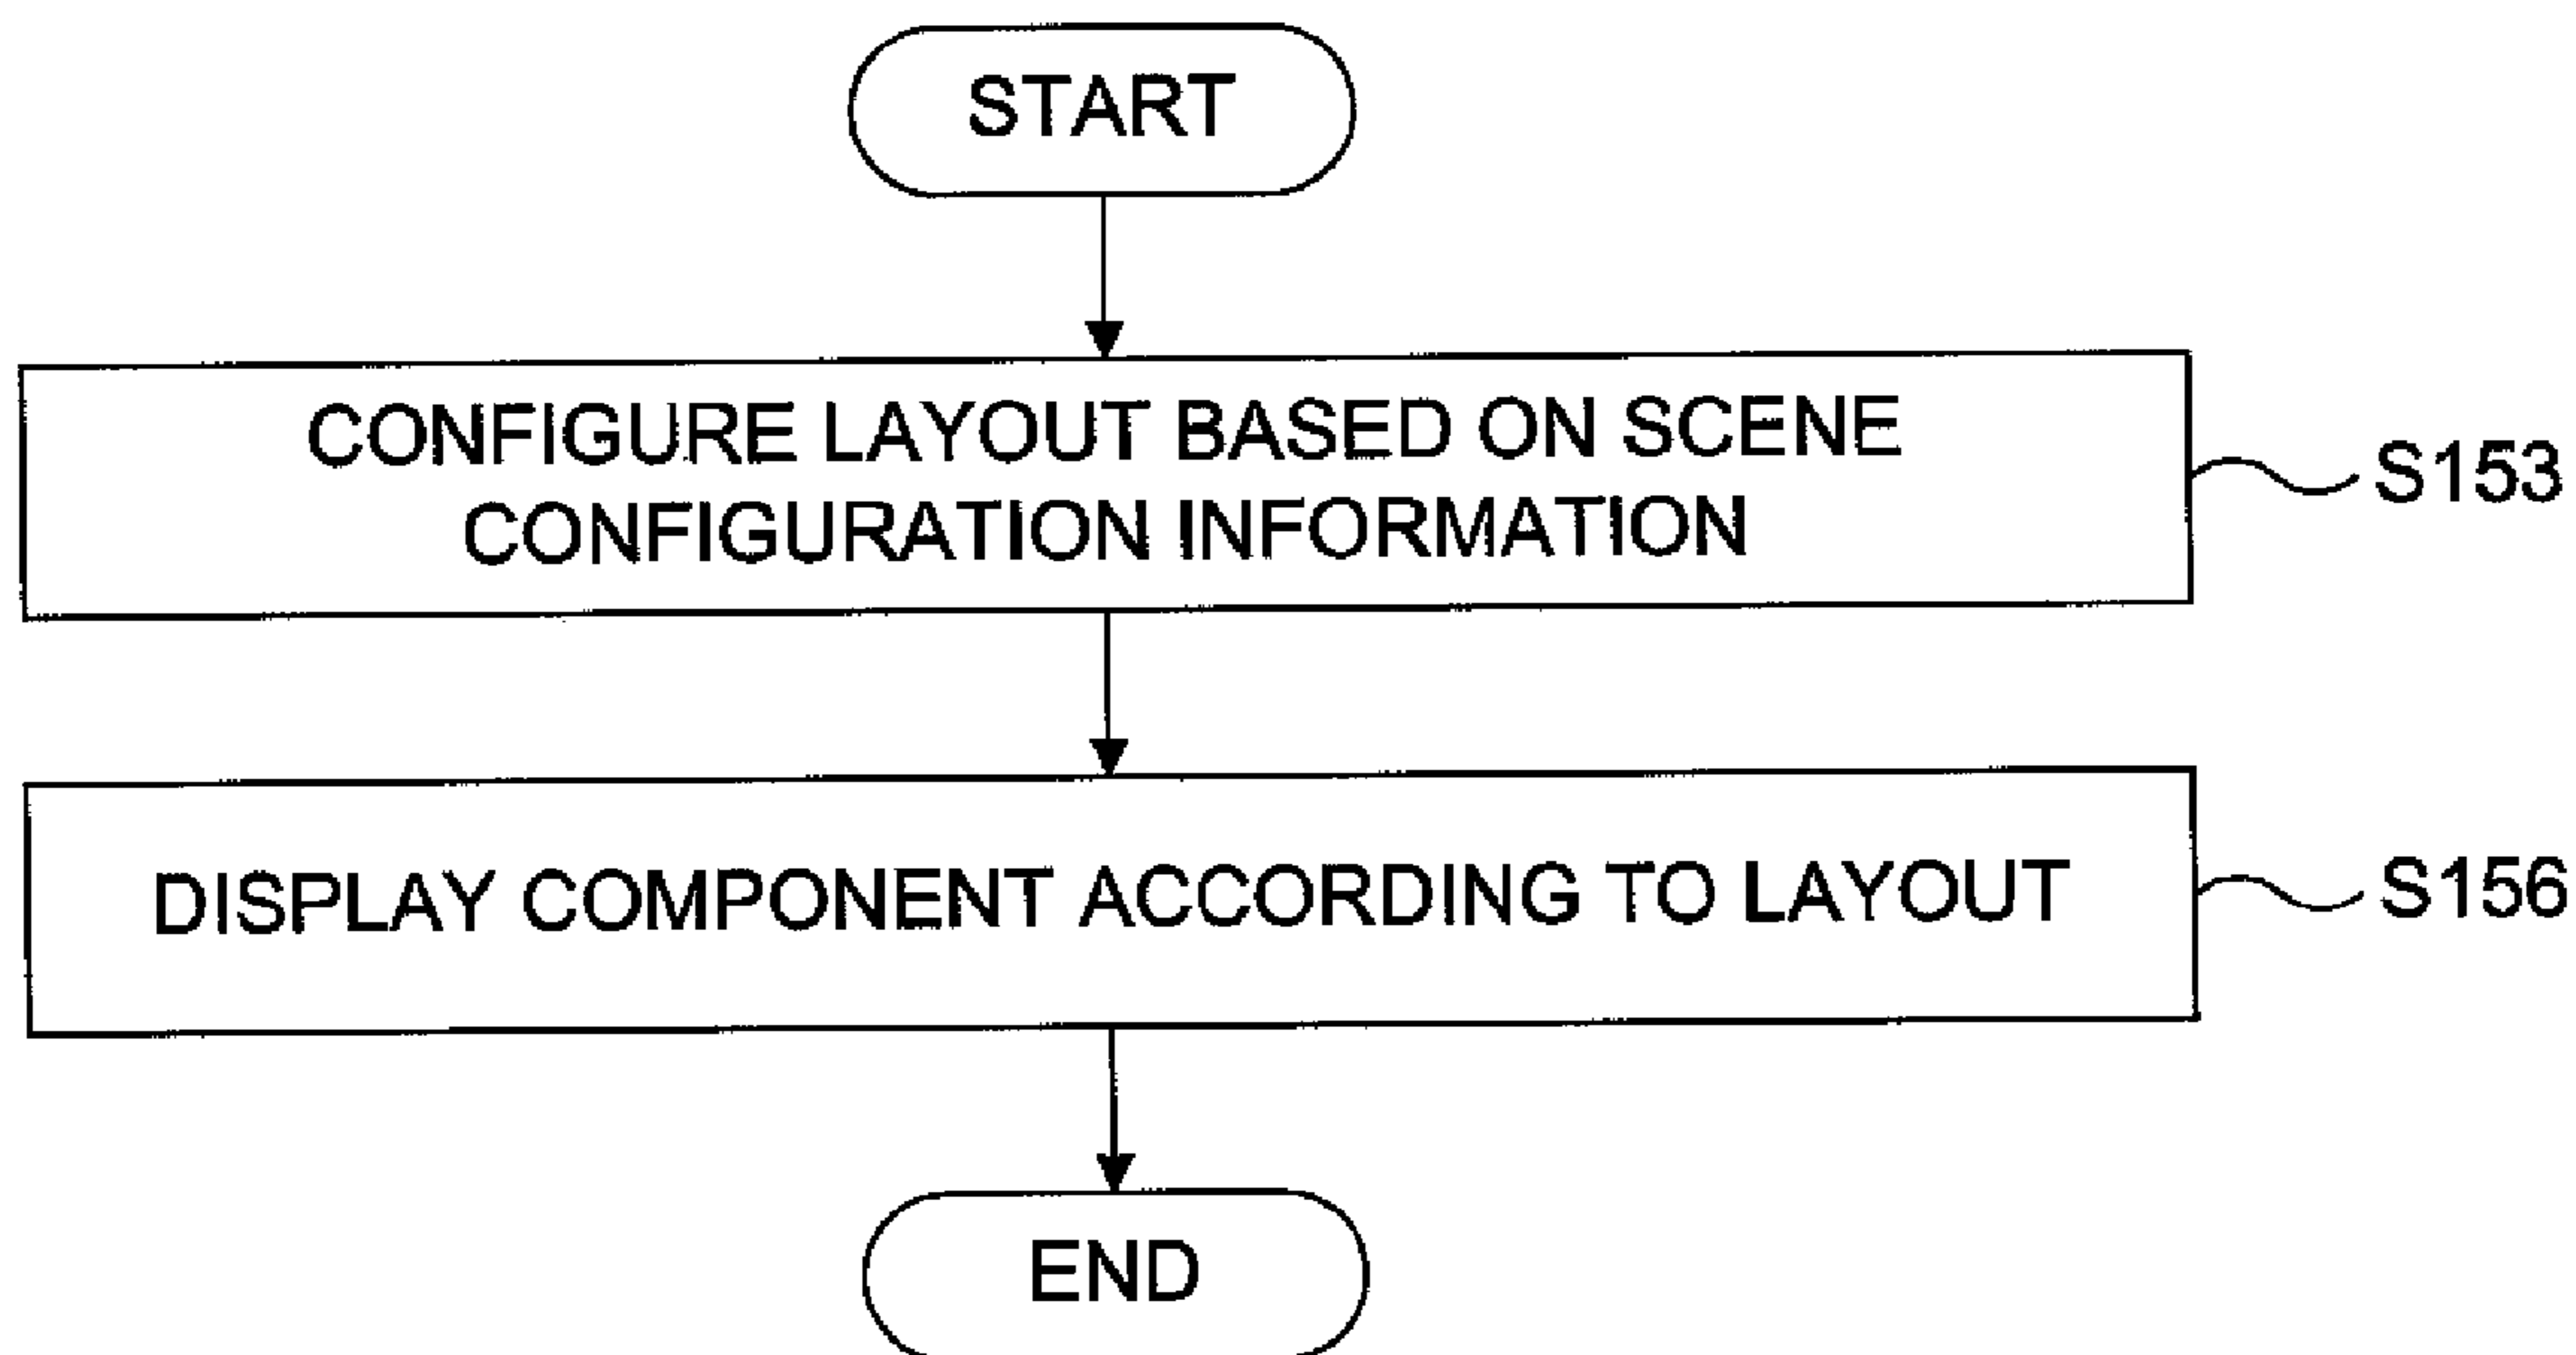 START
CONFIGURE LAYOUT BASED ON SCENE
CONFIGURATION INFORMATION
S153
DISPLAY COMPONENT ACCORDING TO LAYOUT
S156
END